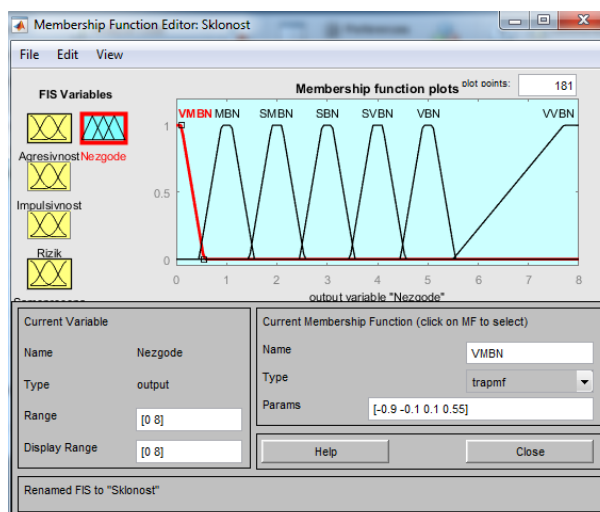 Membership Function Editor: Sklonost
File Edit View
FIS Variables
Membership function plots plot points: 181
VMBN MBN SMBN SBN SVBN VBN VVBN
1
0.5
0
0 1 2 3 4 5 6 7 8
output variable "Nezgode"
Agresivnost Nezgode
Impulsivnost
Rizik
Current Variable
Name Nezgode
Type output
Range [0 8]
Display Range [0 8]
Current Membership Function (click on MF to select)
Name VMBN
Type trapmf
Params [-0.9 -0.1 0.1 0.55]
Help Close
Renamed FIS to "Sklonost"